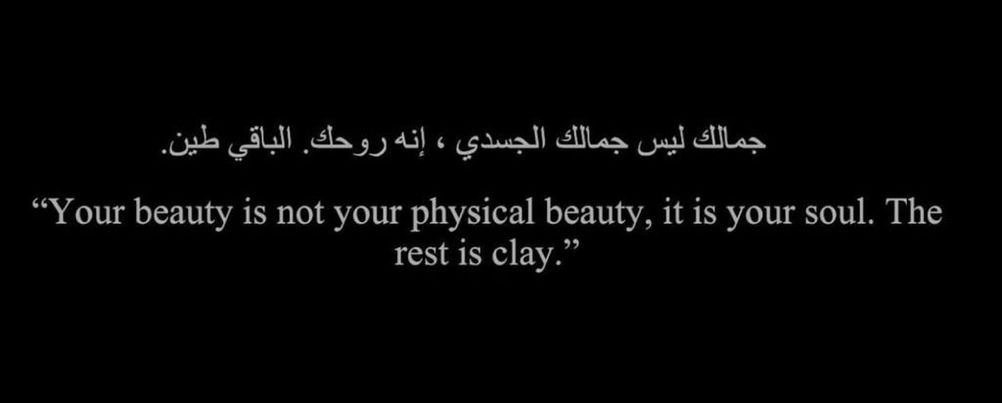 جمالك ليس جمالك الجسدي ، إنه روحك. الباقي طين.
“Your beauty is not your physical beauty, it is your soul. The
rest is clay.”